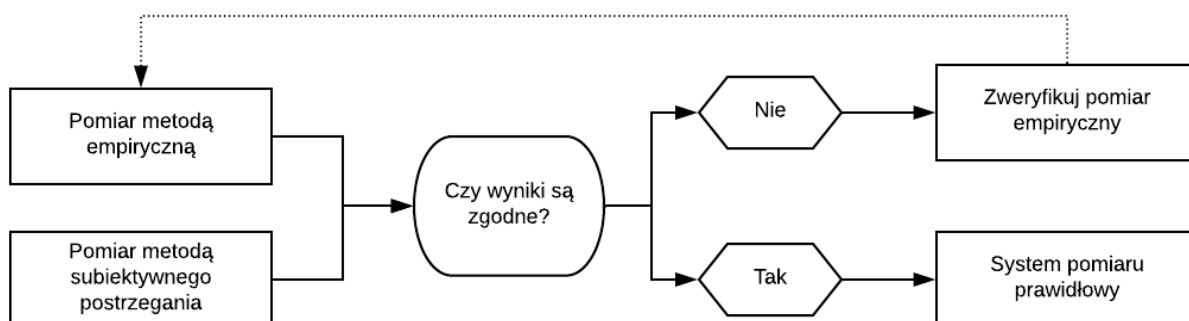 Pomiar metodą
empiryczną
Pomiar metodą
subiektywnego
postrzegania
Czy wyniki są
zgodne?
Nie
Tak
Zweryfikuj pomiar
empiryczny
System pomiaru
prawidłowy